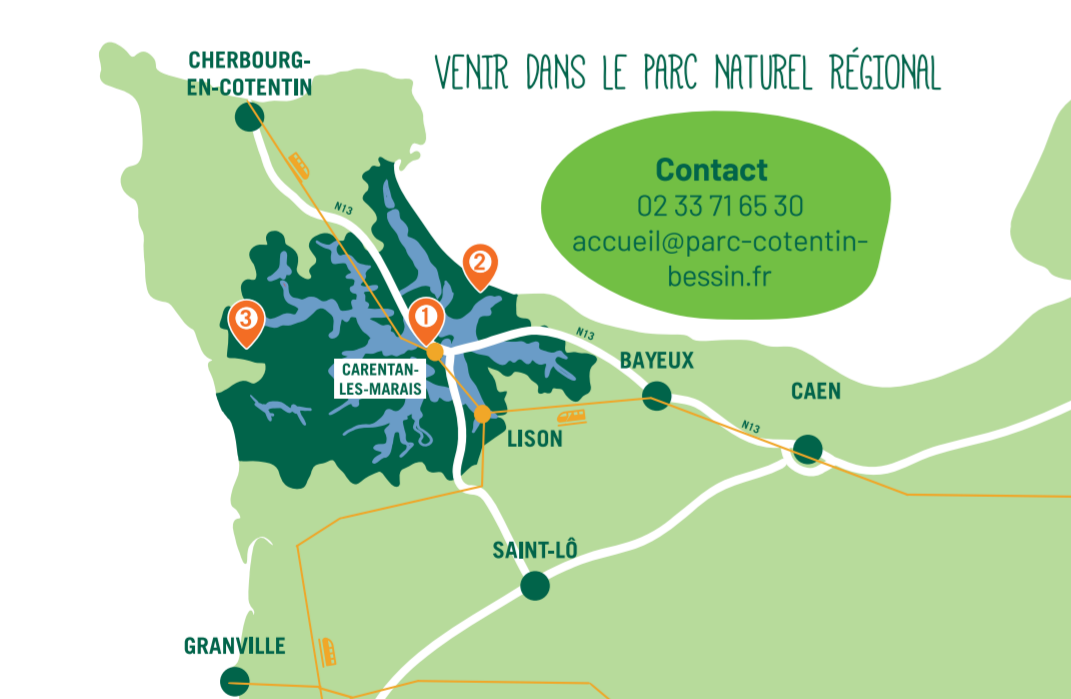 VENIR DANS LE PARC NATUREL RÉGIONAL
CHERBOURG-
EN-COTENTIN
Contact
02 33 71 65 30
accueil@parc-cotentin-
bessin.fr
N13
2
3
1
N13
CARENTAN-
LES-MARAIS
BAYEUX
CAEN
N13
LISON
SAINT-LÔ
GRANVILLE